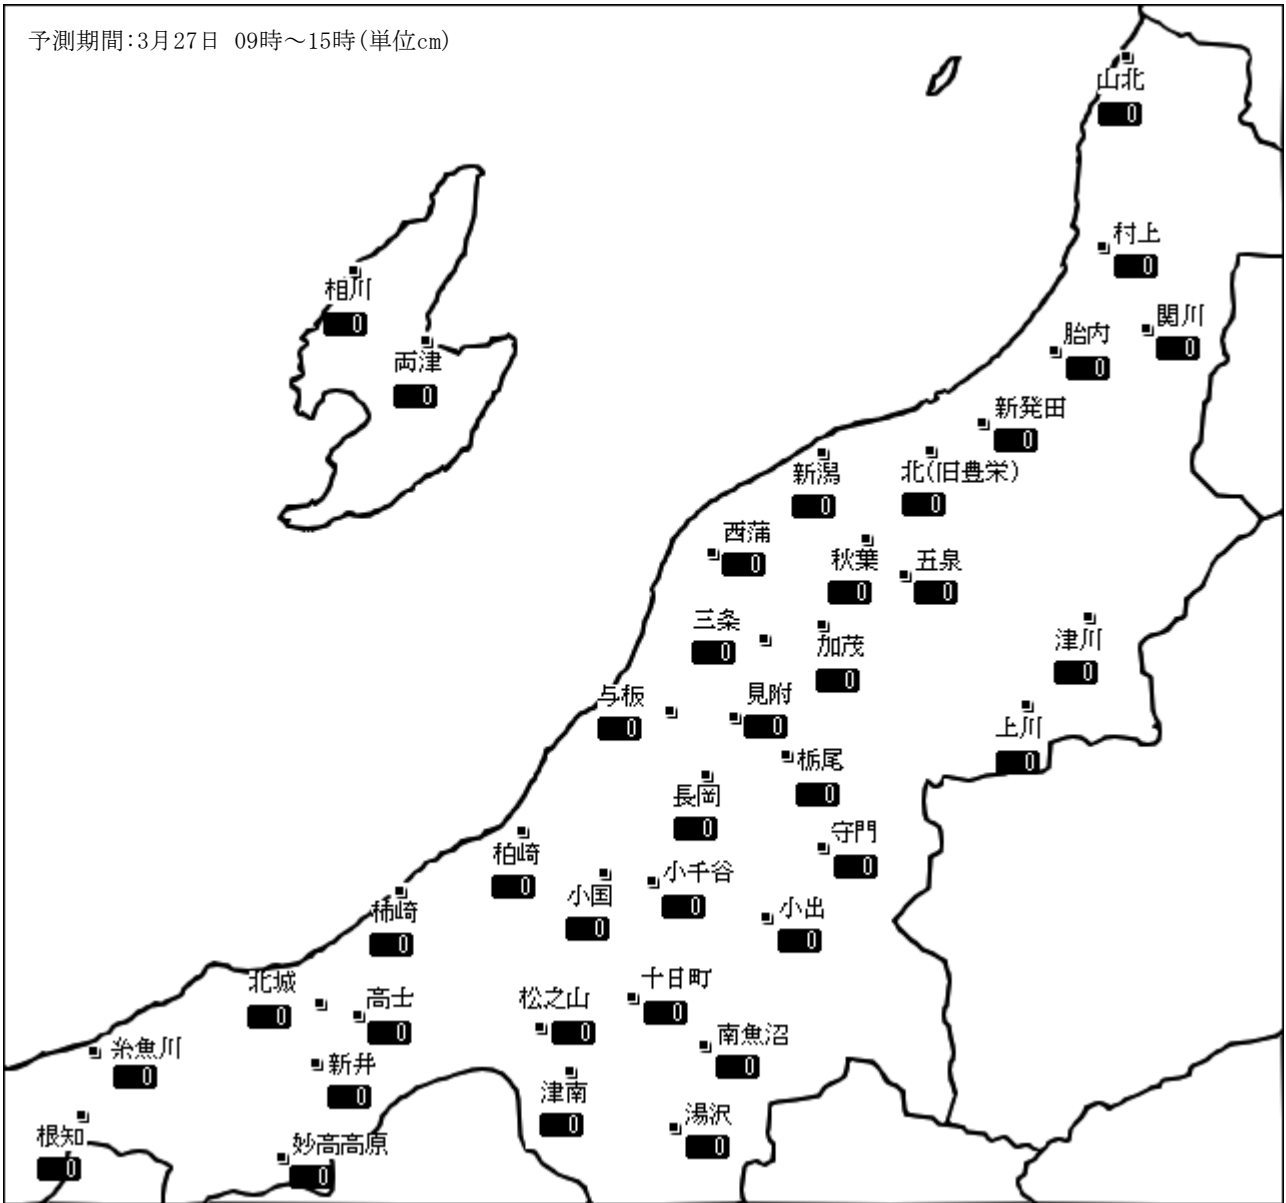 予測期間:3月27日 09時～15時(単位cm)
山北
0
村上
0
相川
0
関川
0
胎内
0
両津
0
新発田
0
新潟
0
北(旧豊栄)
0
西蒲
0
秋葉
0
五泉
0
三条
0
加茂
0
津川
0
与板
0
見附
0
上川
0
栃尾
0
長岡
0
守門
0
柏崎
0
小千谷
0
小国
0
柿崎
0
小出
0
北城
0
高士
0
松之山
0
十日町
0
糸魚川
0
南魚沼
0
新井
0
津南
0
湯沢
0
根知
0
妙高高原
0